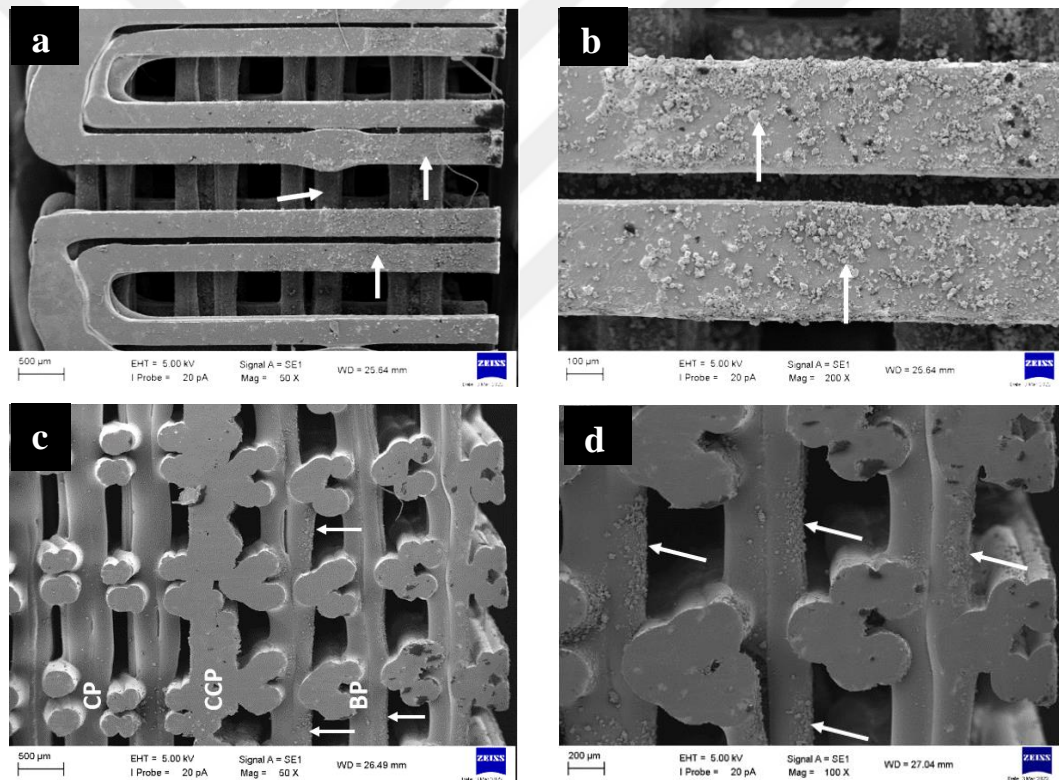 a
500 µm
EHT = 5.00 kV
I Probe = 20 pA
Signal A = SE1
Mag = 50 X
WD = 25.64 mm
ZEISS
b
100 µm
EHT = 5.00 kV
I Probe = 20 pA
Signal A = SE1
Mag = 200 X
WD = 25.64 mm
ZEISS
c
CP
CCP
BP
500 µm
EHT = 5.00 kV
I Probe = 20 pA
Signal A = SE1
Mag = 50 X
WD = 26.49 mm
ZEISS
d
200 µm
EHT = 5.00 kV
I Probe = 20 pA
Signal A = SE1
Mag = 100 X
WD = 27.04 mm
ZEISS